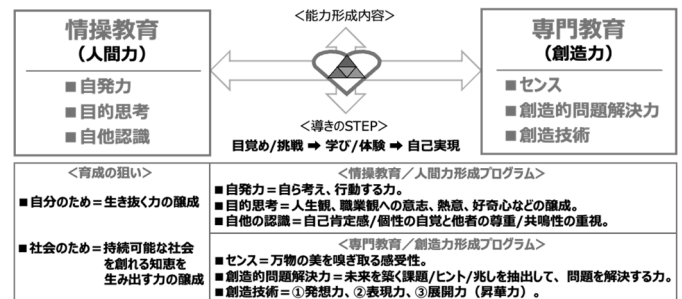 情操教育
(人間力)
■自発力
■目的思考
■自他認識
<能力形成内容>
<導きのSTEP>
目覚め/挑戦 ➡ 学び/体験 ➡ 自己実現
専門教育
(創造力)
■センス
■創造的問題解決力
■創造技術
<育成の狙い>
■自分のため=生き抜く力の醸成
■社会のため=持続可能な社会
を創れる知恵を
生み出す力の醸成
<情操教育/人間力形成プログラム>
■自発力=自ら考え、行動する力。
■目的思考=人生観、職業観への意志、熱意、好奇心などの醸成。
■自他の認識=自己肯定感/個性の自覚と他者の尊重/共鳴性の重視。
<専門教育/創造力形成プログラム>
■センス=万物の美を嗅ぎ取る感受性。
■創造的問題解決力=未来を築く課題/ヒント/兆しを抽出して、問題を解決する力。
■創造技術=①発想力、②表現力、③展開力(昇華力)。